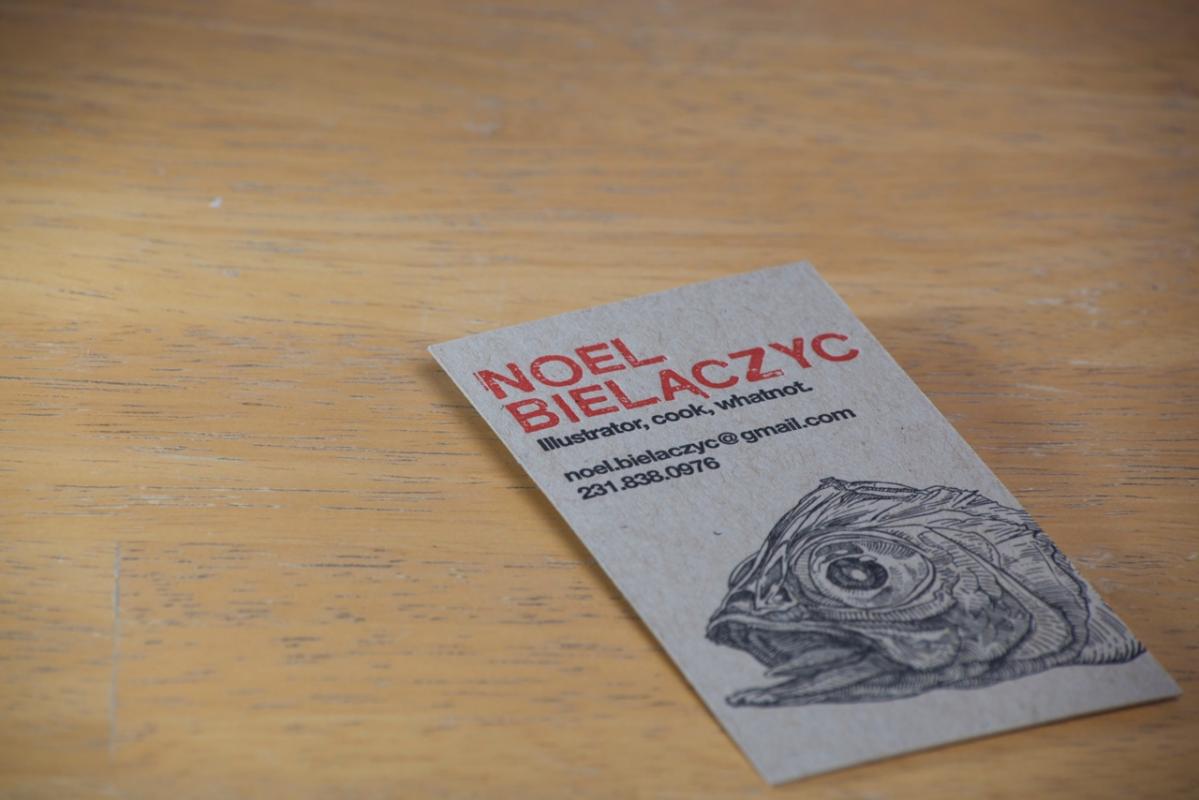 NOEL
BIELACZYC
Illustrator, cook, whatnot.
noel.bielaczyc@gmail.com
231.838.0976